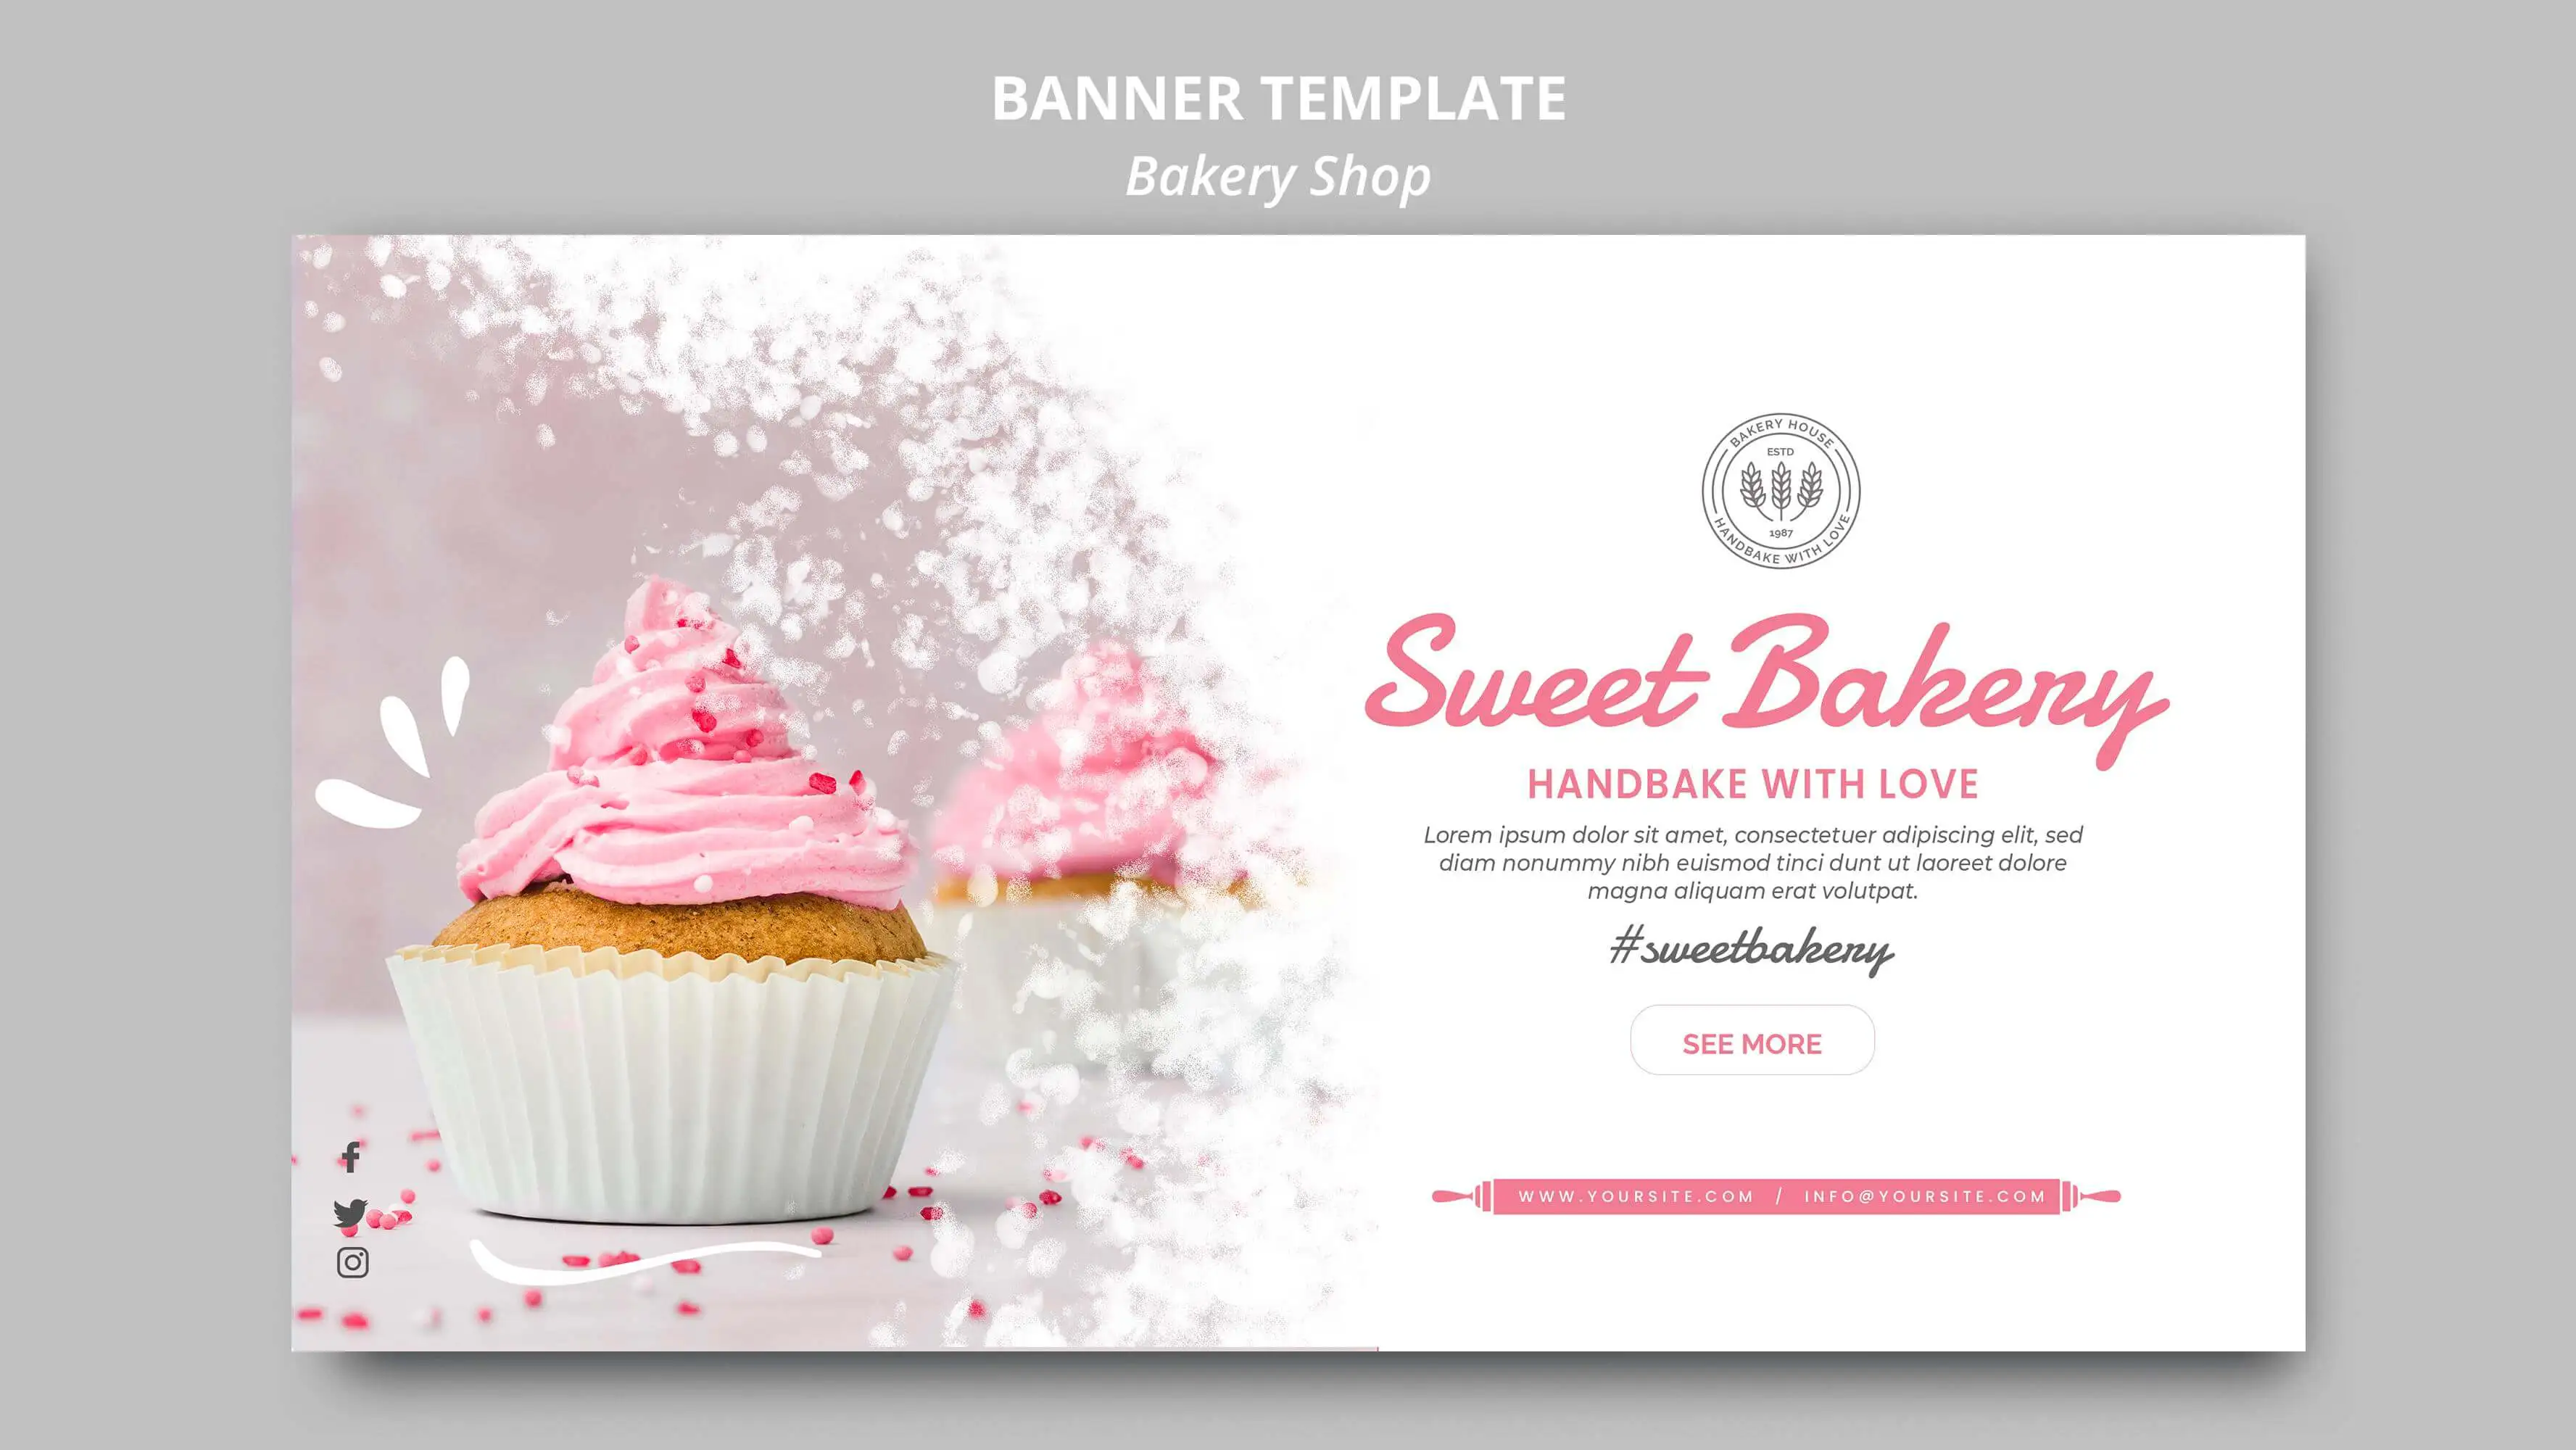 BANNER TEMPLATE
Bakery Shop
BAKERY HOUSE
ESTD
1987
HANDBAKE WITH LOVE
Sweet Bakery
HANDBAKE WITH LOVE
Lorem ipsum dolor sit amet, consectetuer adipiscing elit, sed
diam nonummy nibh euismod tinci dunt ut laoreet dolore
magna aliquam erat volutpat.
#sweetbakery
SEE MORE
WWW.YOURSITE.COM / INFO@YOURSITE.COM